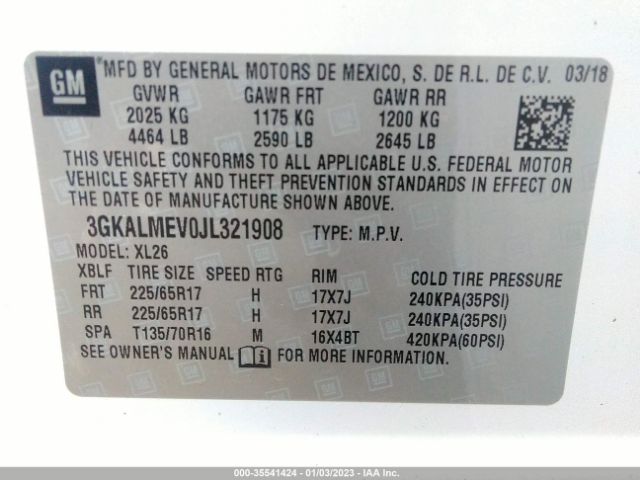 GM
*MFD BY GENERAL MOTORS DE MEXICO, S. DE R.L. DE C.V. 03/18
GVWR GAWR FRT GAWR RR
2025 KG 1175 KG 1200 KG
4464 LB 2590 LB 2645 LB
THIS VEHICLE CONFORMS TO ALL APPLICABLE U.S. FEDERAL MOTOR
VEHICLE SAFETY AND THEFT PREVENTION STANDARDS IN EFFECT ON
THE DATE OF MANUFACTURE SHOWN ABOVE.
3GKALMEV0JL321908 TYPE: M.P.V.
MODEL: XL26
XBLF TIRE SIZE SPEED RTG RIM COLD TIRE PRESSURE
FRT 225/65R17 H 17X7J 240KPA(35PSI)
RR 225/65R17 H 17X7J 240KPA(35PSI)
SPA T135/70R16 M 16X4BT 420KPA(60PSI)
SEE OWNER'S MANUAL FOR MORE INFORMATION
000-35541424 - 01/03/2023 - IAAI.COM